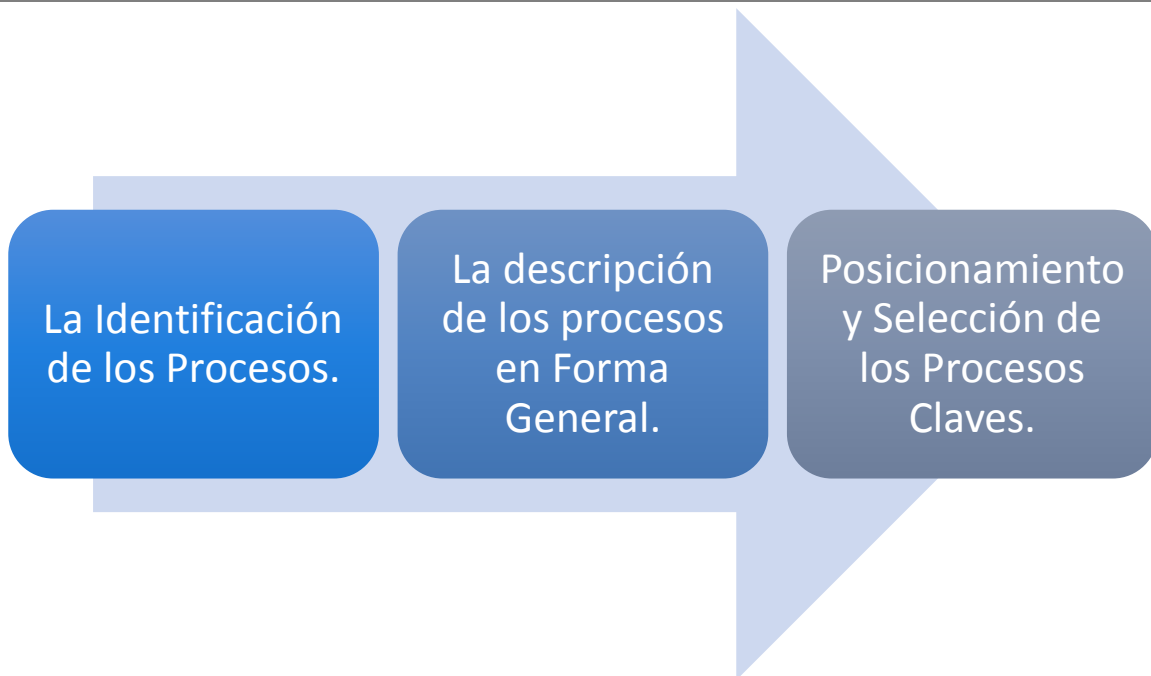 La Identificación
de los Procesos.
La descripción
de los procesos
en Forma
General.
Posicionamiento
y Selección de
los Procesos
Claves.